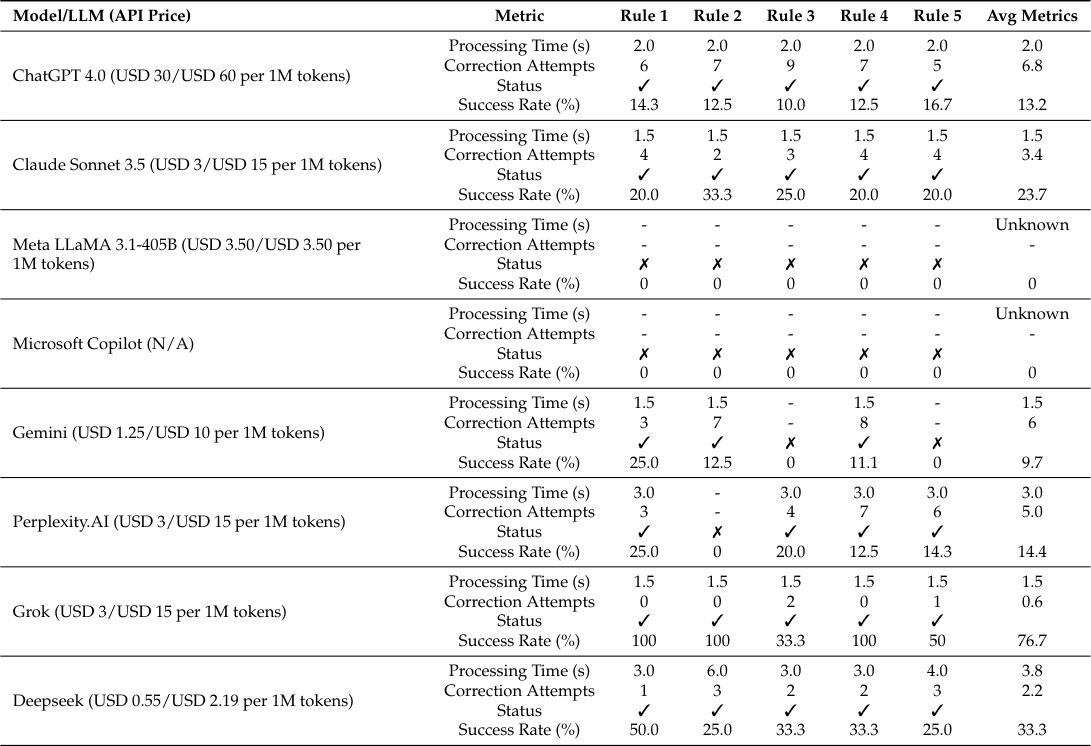 Model/LLM (API Price) Metric Rule 1 Rule 2 Rule 3 Rule 4 Rule 5 Avg Metrics
Processing Time (s) 2.0 2.0 2.0 2.0 2.0 2.0
Correction Attempts 6 7 9 7 5 6.8
ChatGPT 4.0 (USD 30/USD 60 per 1M tokens)
Status ✓ ✓ ✓ ✓ ✓
Success Rate (%) 14.3 12.5 10.0 12.5 16.7 13.2
Processing Time (s) 1.5 1.5 1.5 1.5 1.5 1.5
Correction Attempts 4 2 3 4 4 3.4
Claude Sonnet 3.5 (USD 3/USD 15 per 1M tokens)
Status ✓ ✓ ✓ ✓ ✓
Success Rate (%) 20.0 33.3 25.0 20.0 20.0 23.7
Processing Time (s) - - - - - Unknown
Meta LLaMA 3.1-405B (USD 3.50/USD 3.50 per
Correction Attempts - - - - - -
1M tokens)
Status ✗ ✗ ✗ ✗ ✗
Success Rate (%) 0 0 0 0 0 0
Processing Time (s) - - - - - Unknown
Correction Attempts - - - - - -
Microsoft Copilot (N/A)
Status ✗ ✗ ✗ ✗ ✗
Success Rate (%) 0 0 0 0 0 0
Processing Time (s) 1.5 1.5 - 1.5 - 1.5
Correction Attempts 3 7 - 8 - 6
Gemini (USD 1.25/USD 10 per 1M tokens)
Status ✓ ✓ ✗ ✓ ✗
Success Rate (%) 25.0 12.5 0 11.1 0 9.7
Processing Time (s) 3.0 - 3.0 3.0 3.0 3.0
Correction Attempts 3 - 4 7 6 5.0
Perplexity.AI (USD 3/USD 15 per 1M tokens)
Status ✓ ✗ ✓ ✓ ✓
Success Rate (%) 25.0 0 20.0 12.5 14.3 14.4
Processing Time (s) 1.5 1.5 1.5 1.5 1.5 1.5
Correction Attempts 0 0 2 0 1 0.6
Grok (USD 3/USD 15 per 1M tokens)
Status ✓ ✓ ✓ ✓ ✓
Success Rate (%) 100 100 33.3 100 50 76.7
Processing Time (s) 3.0 6.0 3.0 3.0 4.0 3.8
Correction Attempts 1 3 2 2 3 2.2
Deepseek (USD 0.55/USD 2.19 per 1M tokens)
Status ✓ ✓ ✓ ✓ ✓
Success Rate (%) 50.0 25.0 33.3 33.3 25.0 33.3